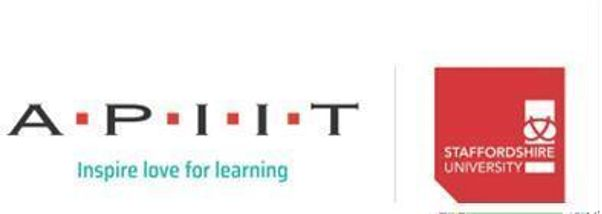 A·P·I·I·T
Inspire love for learning
STAFFORDSHIRE
UNIVERSITY